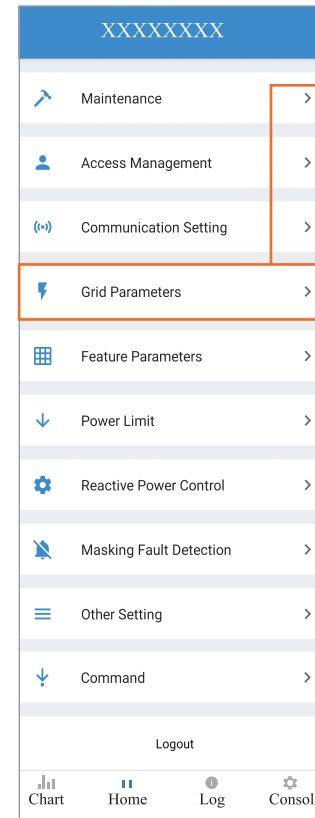 XXXXXXXX
Maintenance
Access Management
Communication Setting
Grid Parameters
Feature Parameters
Power Limit
Reactive Power Control
Masking Fault Detection
Other Setting
Command
Logout
Chart Home Log Consol